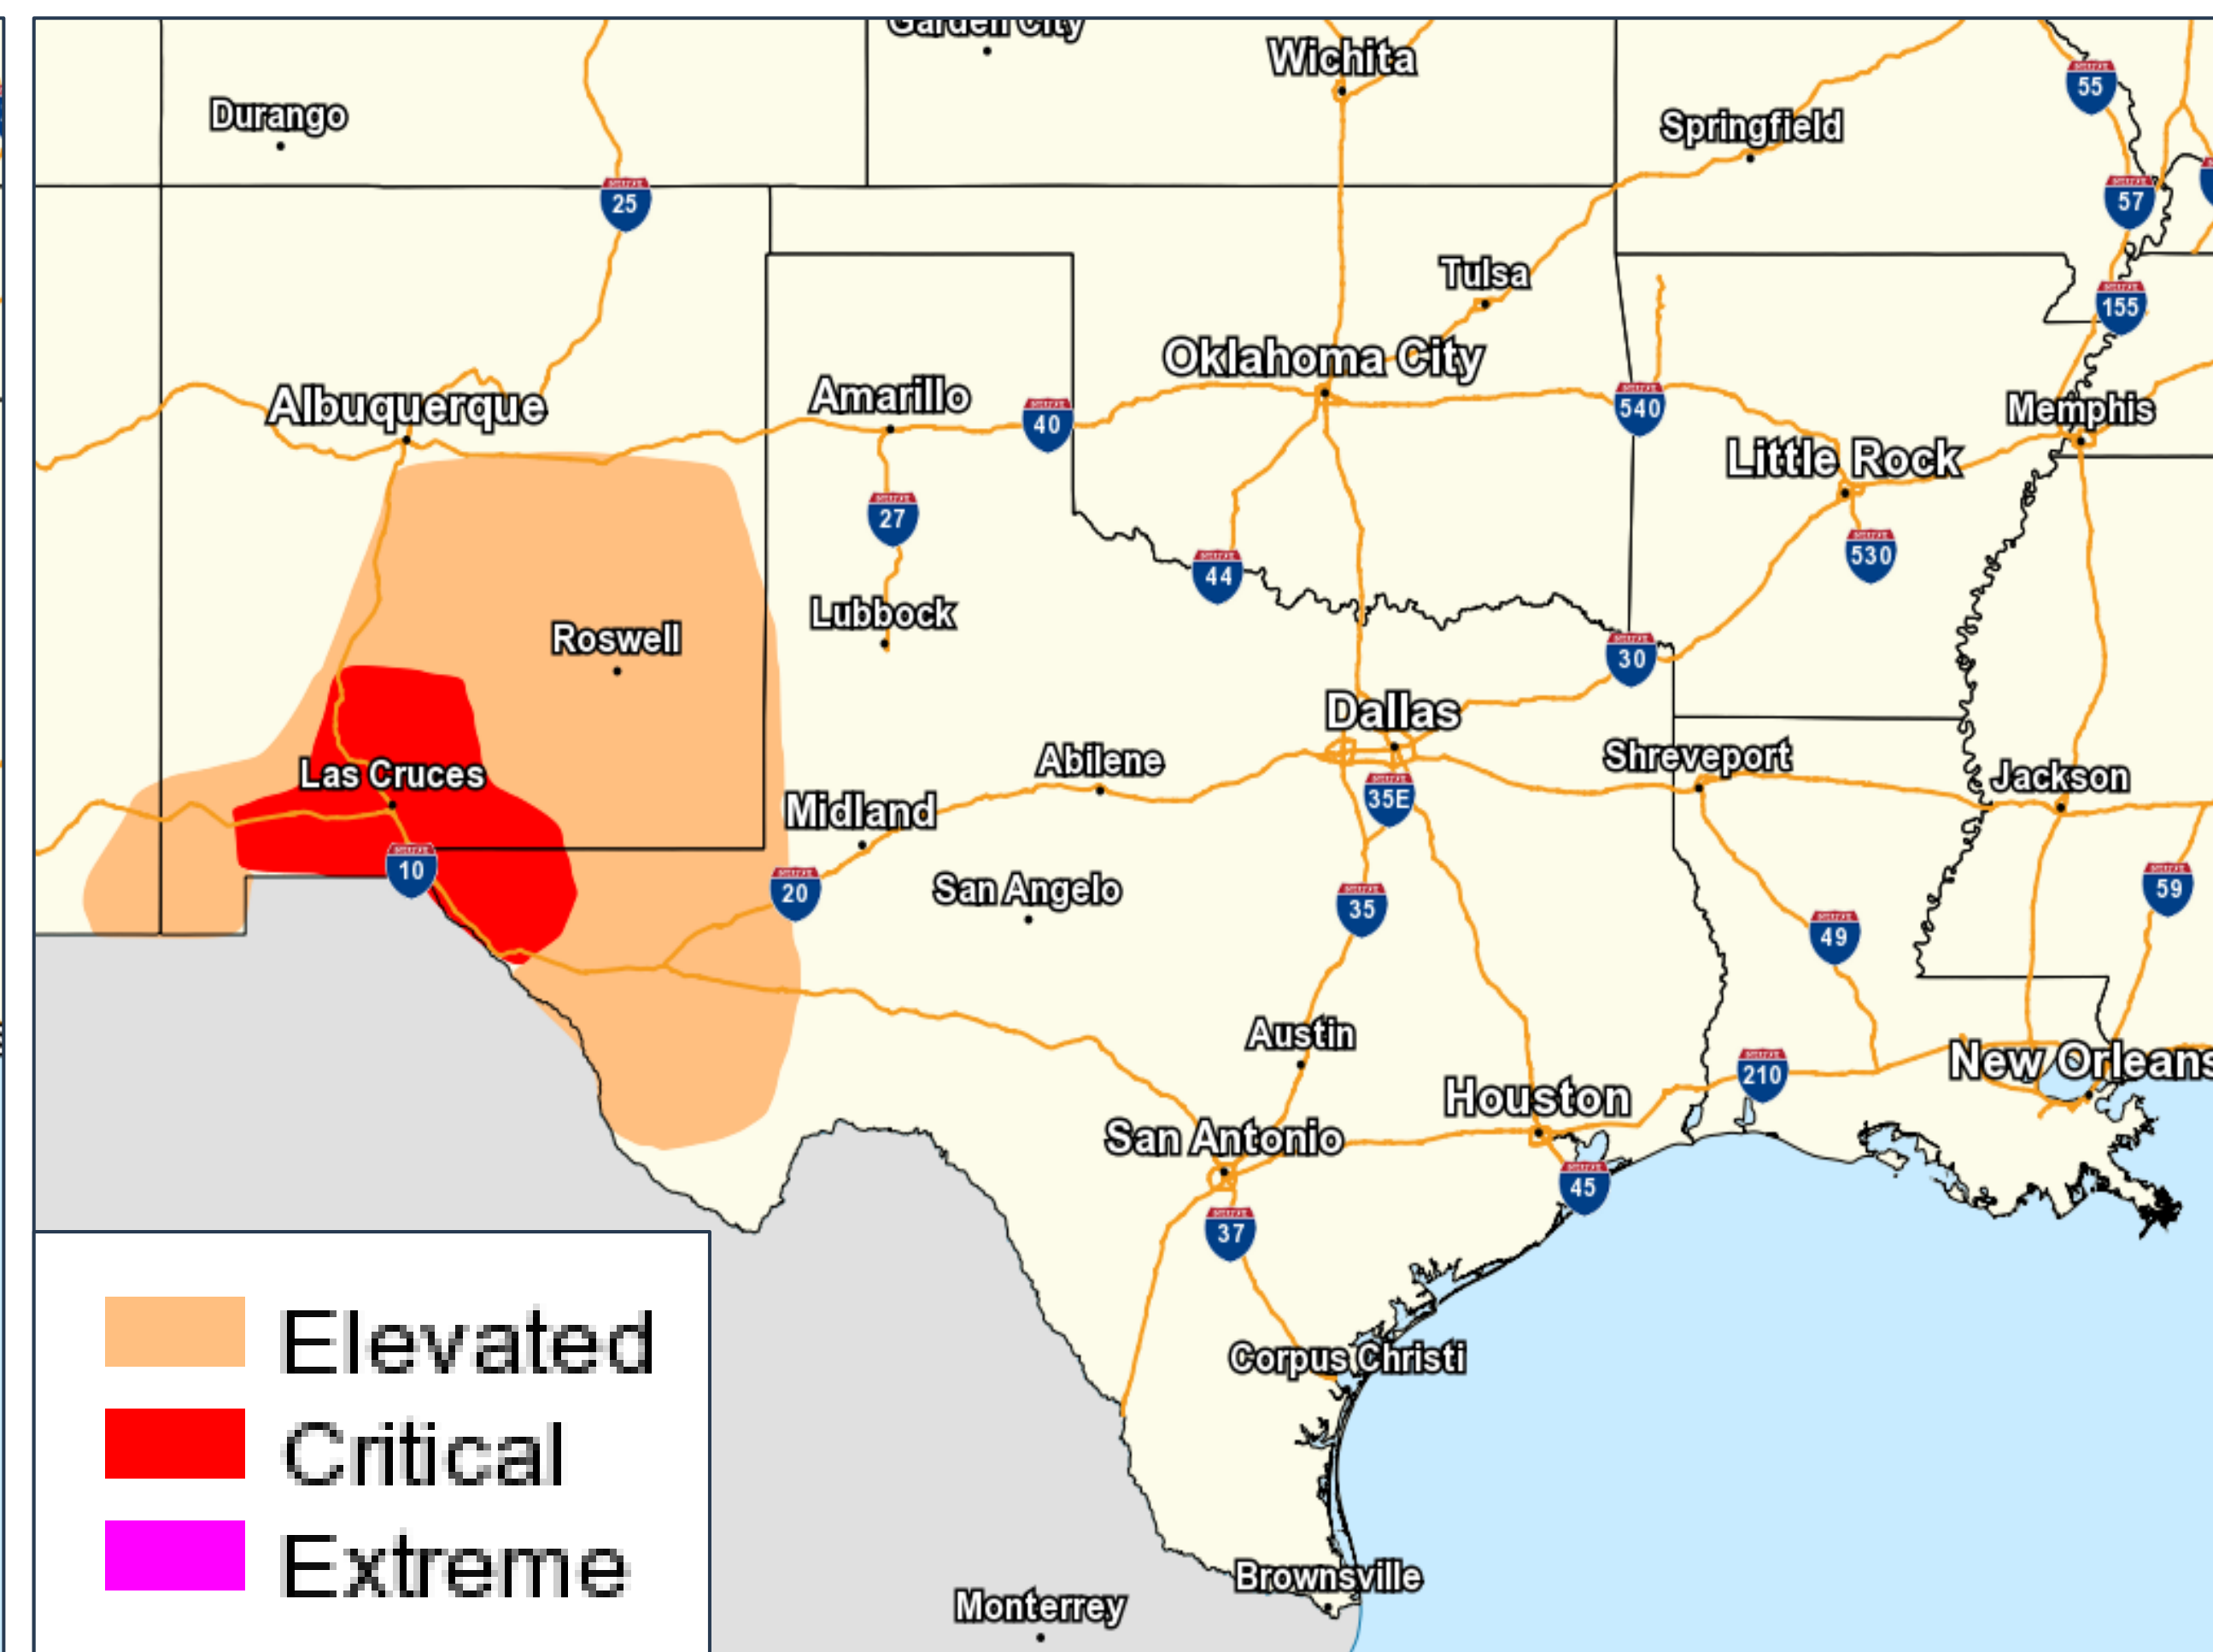 Garden City
Wichita
55
Durango
Springfield
25
57
Tulsa
155
Oklahoma City
Albuquerque
Amarillo
40
540
Memphis
Little Rock
27
530
44
Lubbock
Roswell
30
Dallas
Las Cruces
Abilene
Shreveport
Jackson
Midland
35E
10
20
San Angelo
35
59
49
Austin
New Orleans
210
Houston
San Antonio
45
37
Elevated
Corpus Christi
Critical
Extreme
Brownsville
Monterrey